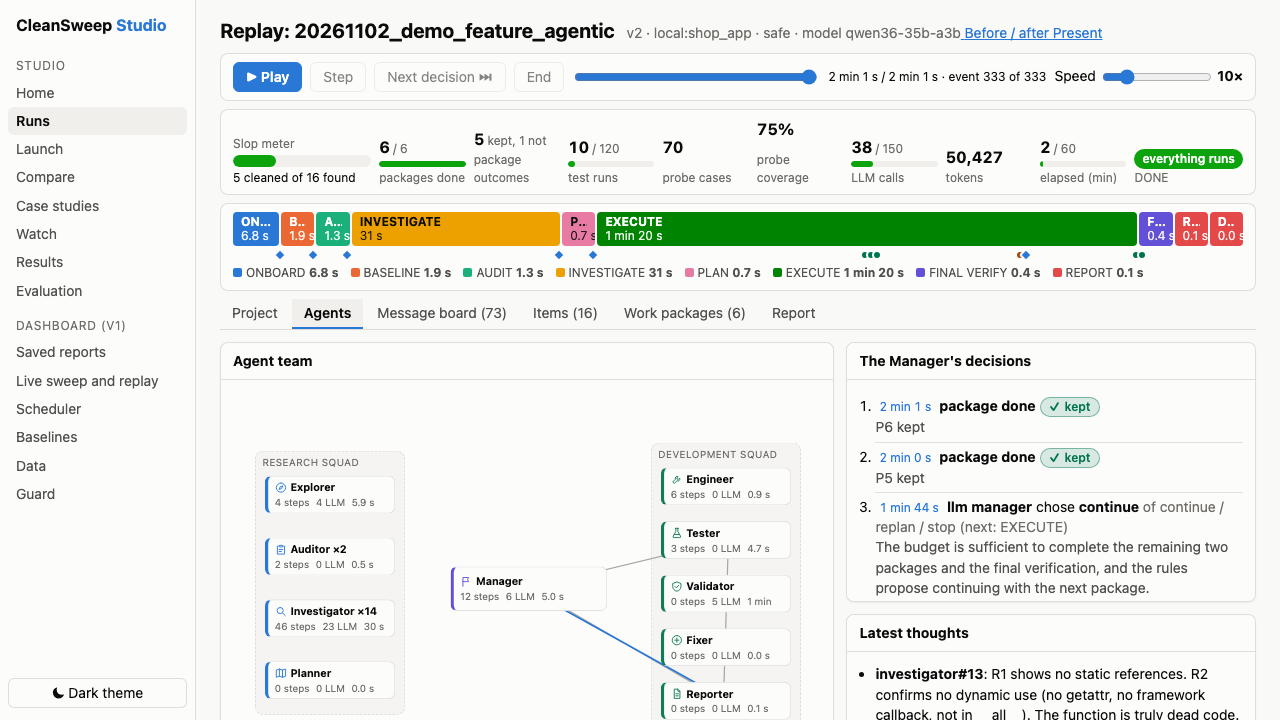 CleanSweep Studio
STUDIO
Home
Runs
Launch
Compare
Case studies
Watch
Results
Evaluation
DASHBOARD (V1)
Saved reports
Live sweep and replay
Scheduler
Baselines
Data
Guard
Dark theme
Replay: 20261102_demo_feature_agentic v2 · local:shop_app · safe · model qwen36-35b-a3b Before / after Present
Play Step Next decision End 2 min 1 s / 2 min 1 s · event 333 of 333 Speed 10×
Slop meter
5 cleaned of 16 found
6 / 6
packages done
5 kept, 1 not
package
outcomes
10 / 120
test runs
70
probe cases
75%
probe
coverage
38 / 150
LLM calls
50,427
tokens
2 / 60
elapsed (min)
everything runs
DONE
ON… B… A… INVESTIGATE P… EXECUTE F… R… D…
6.8 s 1.9 s 1.3 s 31 s 0.7 s 1 min 20 s 0.4 s 0.1 s 0.0 s
ONBOARD 6.8 s BASELINE 1.9 s AUDIT 1.3 s INVESTIGATE 31 s PLAN 0.7 s EXECUTE 1 min 20 s FINAL VERIFY 0.4 s REPORT 0.1 s
Project Agents Message board (73) Items (16) Work packages (6) Report
Agent team
RESEARCH SQUAD
Explorer
4 steps 4 LLM 5.9 s
Auditor ×2
2 steps 0 LLM 0.5 s
Investigator ×14
46 steps 23 LLM 30 s
Planner
0 steps 0 LLM 0.0 s
Manager
12 steps 6 LLM 5.0 s
DEVELOPMENT SQUAD
Engineer
6 steps 0 LLM 0.9 s
Tester
3 steps 0 LLM 4.7 s
Validator
0 steps 5 LLM 1 min
Fixer
0 steps 0 LLM 0.0 s
Reporter
0 steps 0 LLM 0.1 s
The Manager's decisions
1. 2 min 1 s package done ✓ kept
P6 kept
2. 2 min 0 s package done ✓ kept
P5 kept
3. 1 min 44 s llm manager chose continue of continue /
replan / stop (next: EXECUTE)
The budget is sufficient to complete the remaining two
packages and the final verification, and the rules
propose continuing with the next package.
Latest thoughts
• investigator#13: R1 shows no static references. R2
confirms no dynamic use (no getattr, no framework
callback, not in __all__). The function is truly dead code.